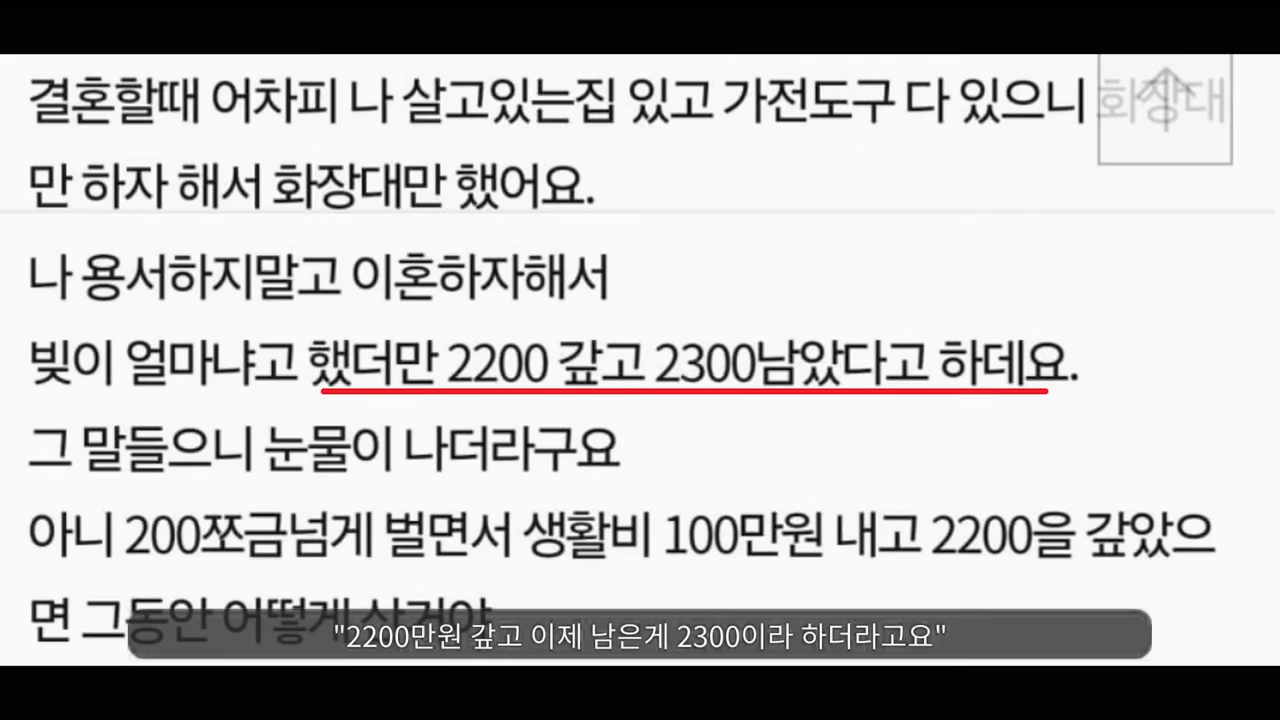 결혼할때 어차피 나 살고있는집 있고 가전도구 다 있으니 화장대
만 하자 해서 화장대만 했어요.
나 용서하지말고 이혼하자해서
빚이 얼마냐고 했더만 2200 갚고 2300남았다고 하데요.
그 말들으니 눈물이 나더라구요
아니 200쪼금넘게 벌면서 생활비 100만원 내고 2200을 갚았으
면 그동안 어떻게 산거야
"2200만원 갚고 이제 남은게 2300이라 하더라고요"